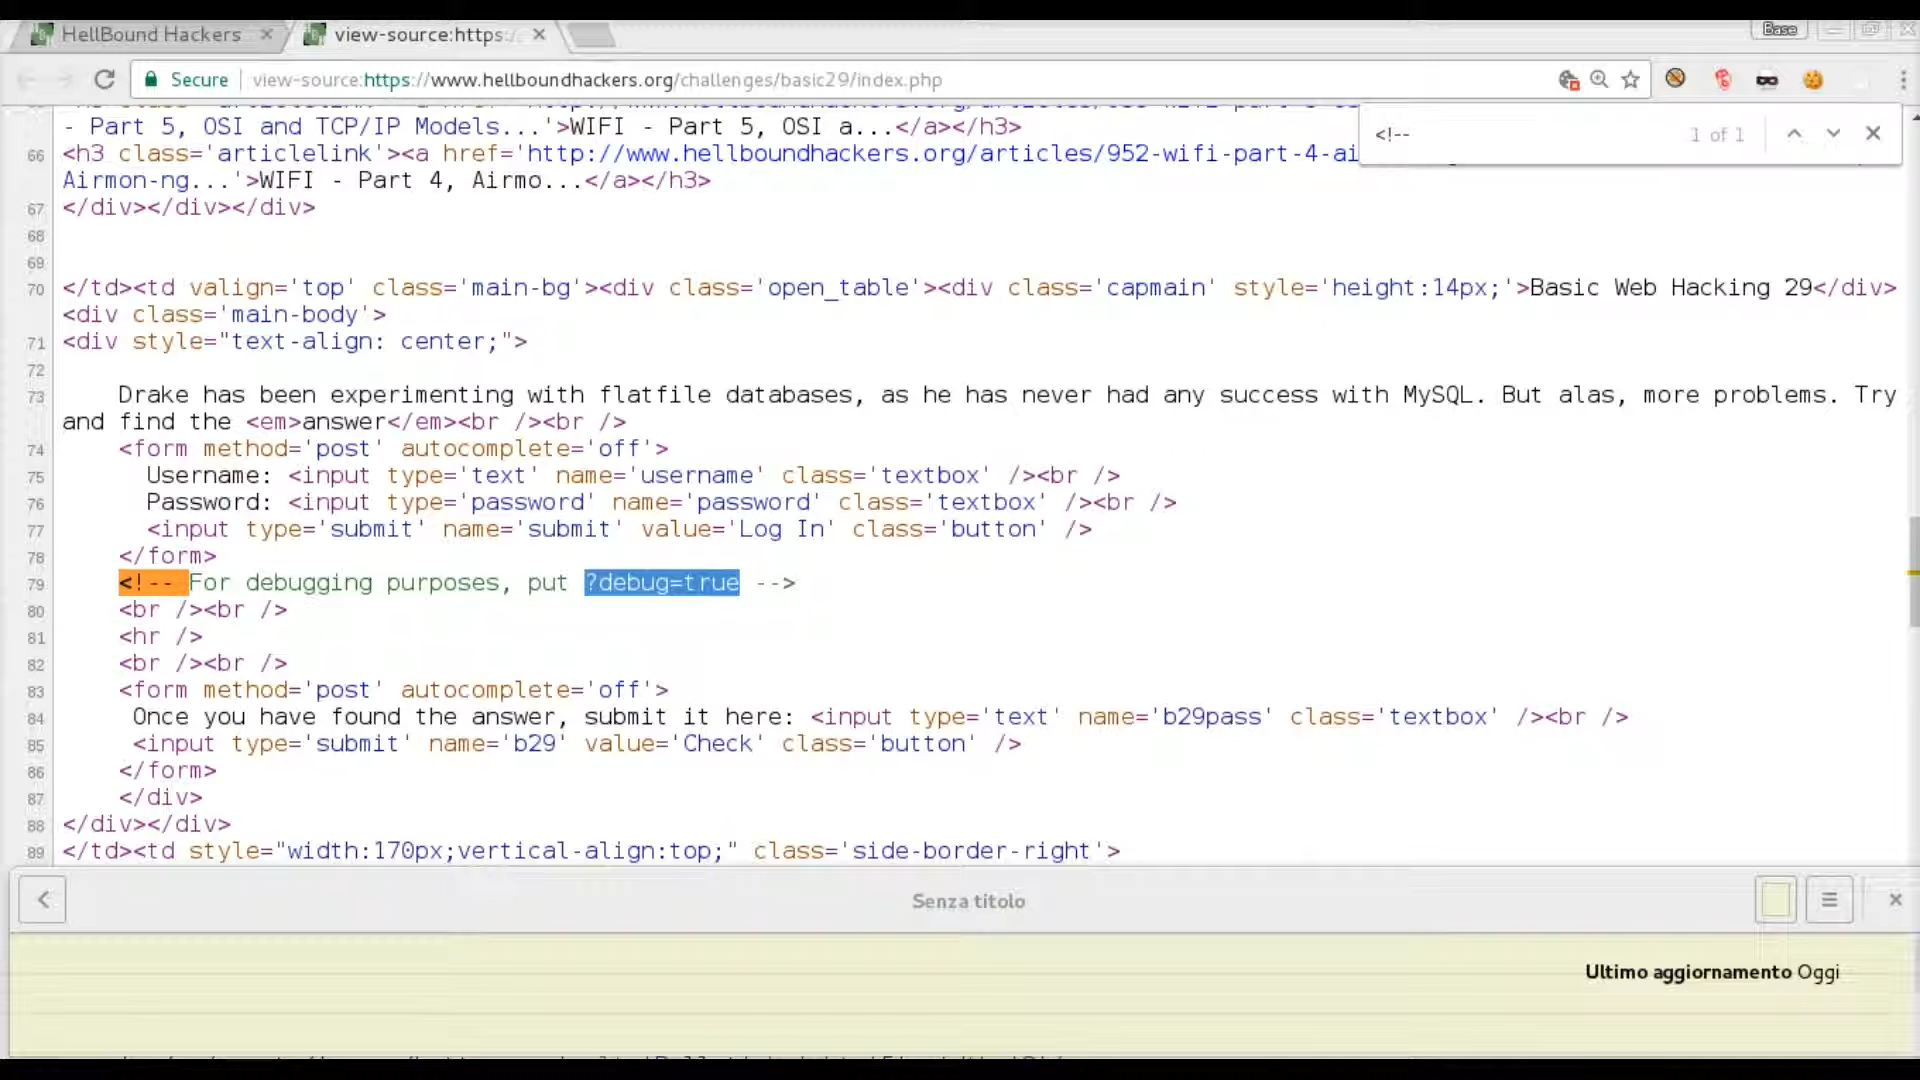 HellBound Hackers
view-source:https:/
Base
Secure
view-source:https://www.hellboundhackers.org/challenges/basic29/index.php
<!--
1 of 1
- Part 5, OSI and TCP/IP Models...'>WIFI - Part 5, OSI a...</a></h3>
66 <h3 class='articlelink'><a href='http://www.hellboundhackers.org/articles/952-wifi-part-4-ai
Airmon-ng...'>WIFI - Part 4, Airmo...</a></h3>
67 </div></div></div>
68
69
70 </td><td valign='top' class='main-bg'><div class='open_table'><div class='capmain' style='height:14px;'>Basic Web Hacking 29</div>
<div class='main-body'>
71 <div style="text-align: center;">
72
73 Drake has been experimenting with flatfile databases, as he has never had any success with MySQL. But alas, more problems. Try
and find the <em>answer</em><br /><br />
74 <form method='post' autocomplete='off'>
75 Username: <input type='text' name='username' class='textbox' /><br />
76 Password: <input type='password' name='password' class='textbox' /><br />
77 <input type='submit' name='submit' value='Log In' class='button' />
78 </form>
79 <!-- For debugging purposes, put ?debug=true -->
80 <br /><br />
81 <hr />
82 <br /><br />
83 <form method='post' autocomplete='off'>
84 Once you have found the answer, submit it here: <input type='text' name='b29pass' class='textbox' /><br />
85 <input type='submit' name='b29' value='Check' class='button' />
86 </form>
87 </div>
88 </div></div>
89 </td><td style="width:170px;vertical-align:top;" class='side-border-right'>
Senza titolo
Ultimo aggiornamento Oggi